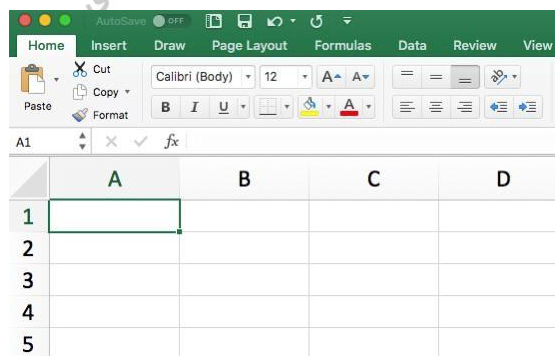 AutoSave OFF
Home Insert Draw Page Layout Formulas Data Review View
Cut
Calibri (Body) 12 A A
Copy
Paste
B I U A
Format
A1 fx
A B C D
1
2
3
4
5